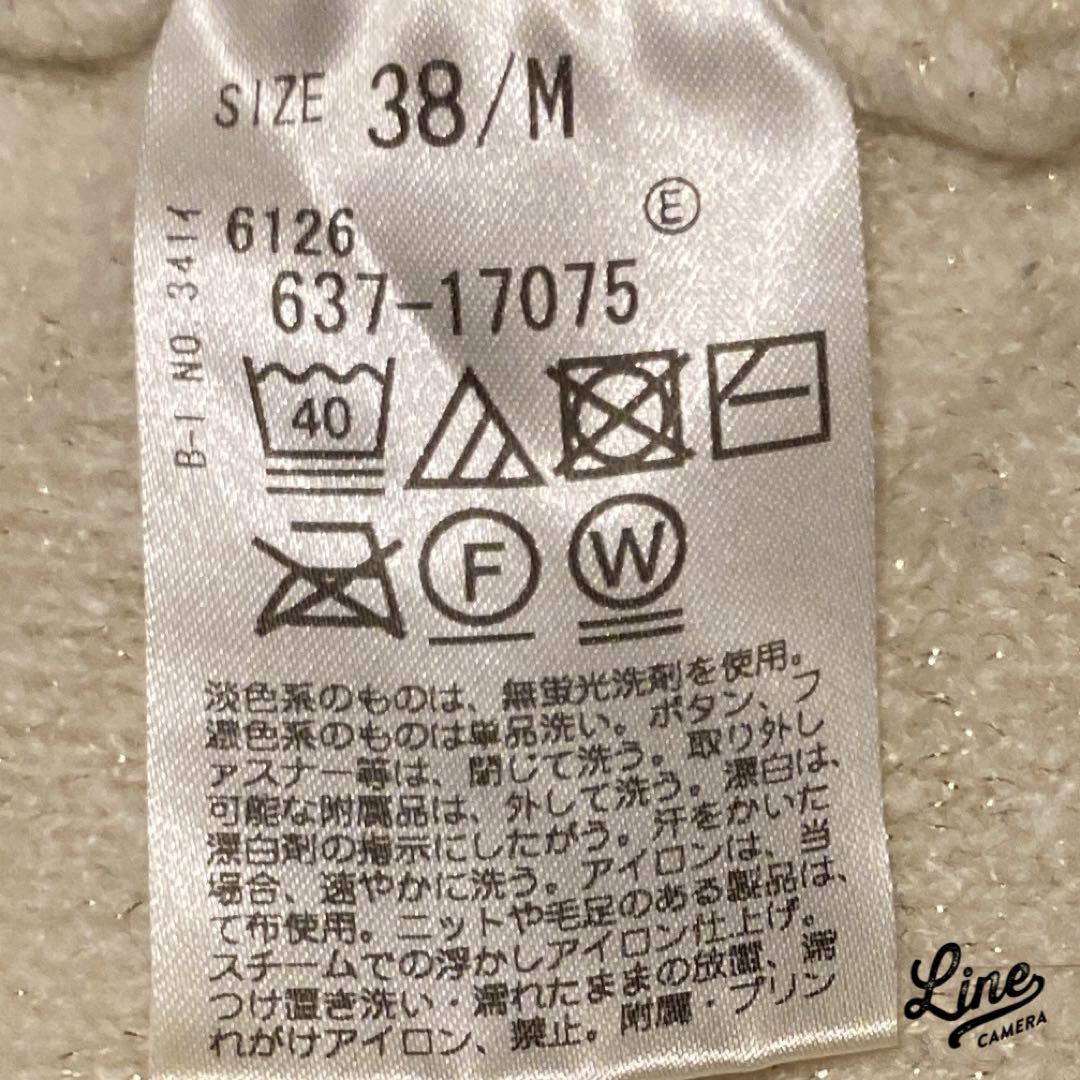 SIZE 38/M
6126 Ⓔ
637-17075
B-1 NO.3411
40
F W
淡色系のものは、無蛍光洗剤を使用。
濃色系のものは単品洗い。ボタン、フ
ァスナー等は、閉じて洗う。取り外し
可能な附属品は、外して洗う。漂白は、
漂白剤の指示にしたがう。汗をかいた
場合、速やかに洗う。アイロンは、当
て布使用。ニットや毛足のある製品は、
スチームでの浮かしアイロン仕上げ。
つけ置き洗い・濡れたままの放置、濡
れがけアイロン、禁止。附属・プリン
Line
CAMERA